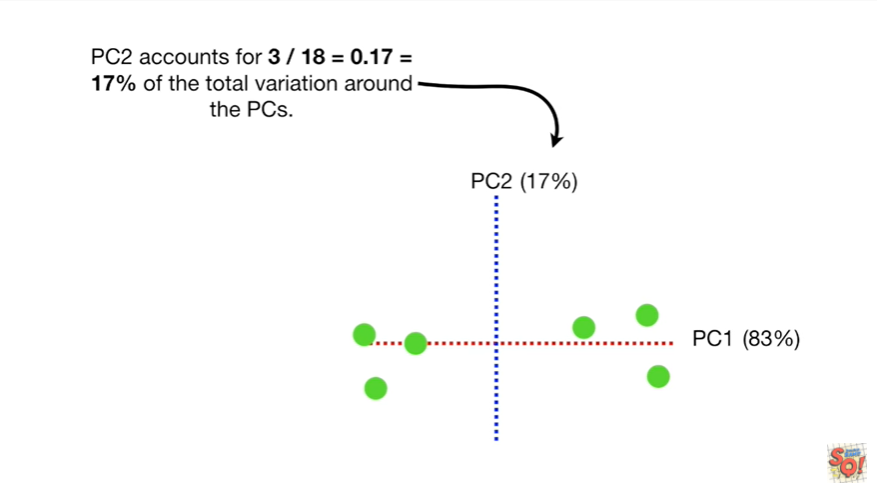 PC2 accounts for 3 / 18 = 0.17 =
17% of the total variation around
the PCs.
PC2 (17%)
PC1 (83%)
SQ!